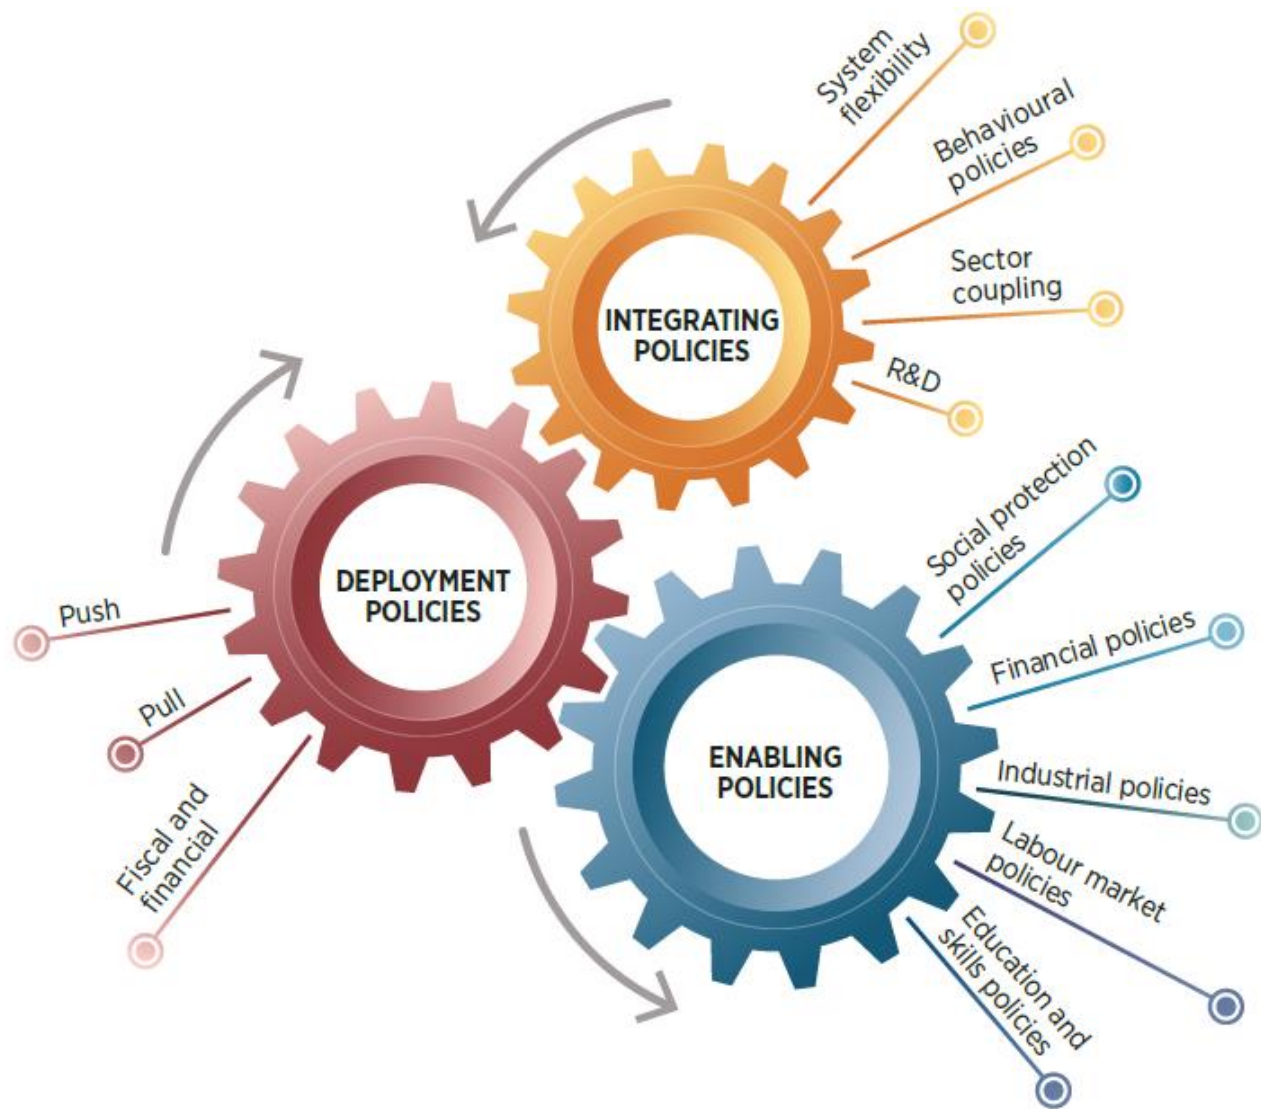 System
flexibility
Behavioural
policies
Sector
coupling
R&D
INTEGRATING
POLICIES
DEPLOYMENT
POLICIES
Push
Pull
Fiscal and
financial
Social protection
policies
Financial policies
Industrial policies
Labour market
policies
Education and
skills policies
ENABLING
POLICIES